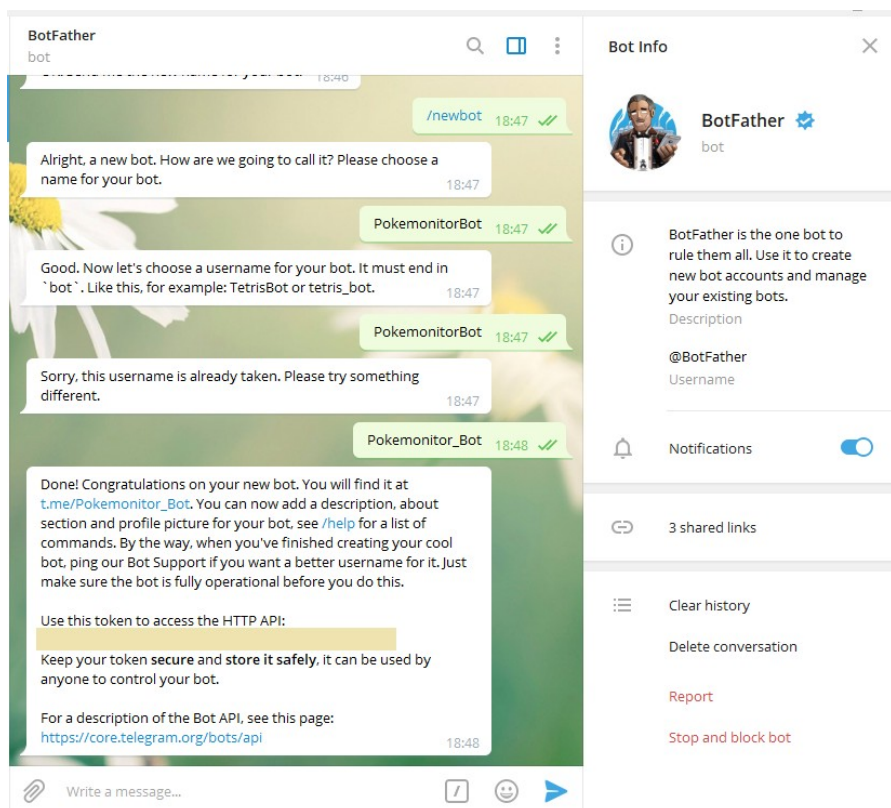 BotFather
bot
18:46
/newbot 18:47
Alright, a new bot. How are we going to call it? Please choose a
name for your bot.
18:47
PokemonitorBot 18:47
Good. Now let's choose a username for your bot. It must end in
`bot`. Like this, for example: TetrisBot or tetris_bot.
18:47
PokemonitorBot 18:47
Sorry, this username is already taken. Please try something
different.
18:47
Pokemonitor_Bot 18:48
Done! Congratulations on your new bot. You will find it at
t.me/Pokemonitor_Bot. You can now add a description, about
section and profile picture for your bot, see /help for a list of
commands. By the way, when you've finished creating your cool
bot, ping our Bot Support if you want a better username for it. Just
make sure the bot is fully operational before you do this.
Use this token to access the HTTP API:
Keep your token secure and store it safely, it can be used by
anyone to control your bot.
For a description of the Bot API, see this page:
https://core.telegram.org/bots/api
18:48
Write a message...
Bot Info
BotFather
bot
BotFather is the one bot to
rule them all. Use it to create
new bot accounts and manage
your existing bots.
Description
@BotFather
Username
Notifications
3 shared links
Clear history
Delete conversation
Report
Stop and block bot